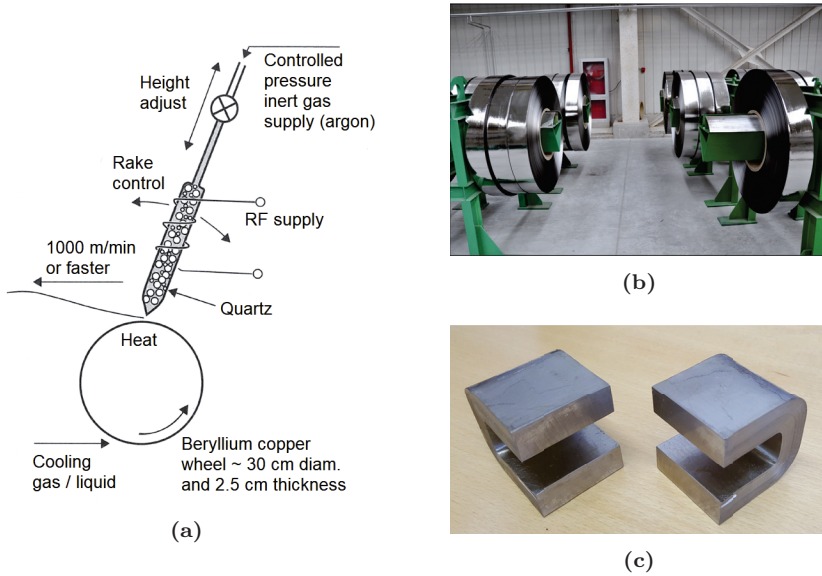 Height
adjust
Controlled
pressure
inert gas
supply (argon)
Rake
control
RF supply
1000 m/min
or faster
Quartz
Heat
Cooling
gas / liquid
Beryllium copper
wheel ~ 30 cm diam.
and 2.5 cm thickness
(a)
(b)
(c)